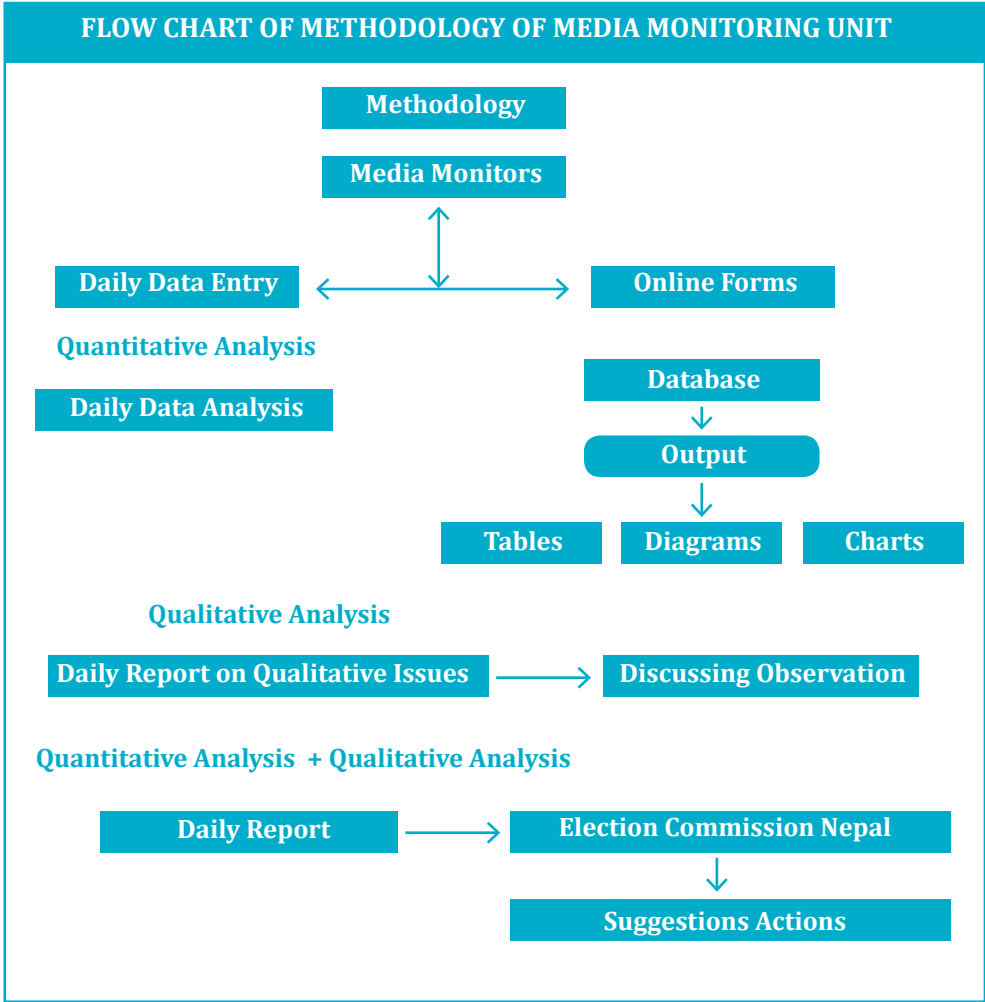 FLOW CHART OF METHODOLOGY OF MEDIA MONITORING UNIT
Methodology
Media Monitors
Daily Data Entry
Online Forms
Quantitative Analysis
Database
Daily Data Analysis
Output
Tables
Diagrams
Charts
Qualitative Analysis
Daily Report on Qualitative Issues
Discussing Observation
Quantitative Analysis + Qualitative Analysis
Daily Report
Election Commission Nepal
Suggestions Actions